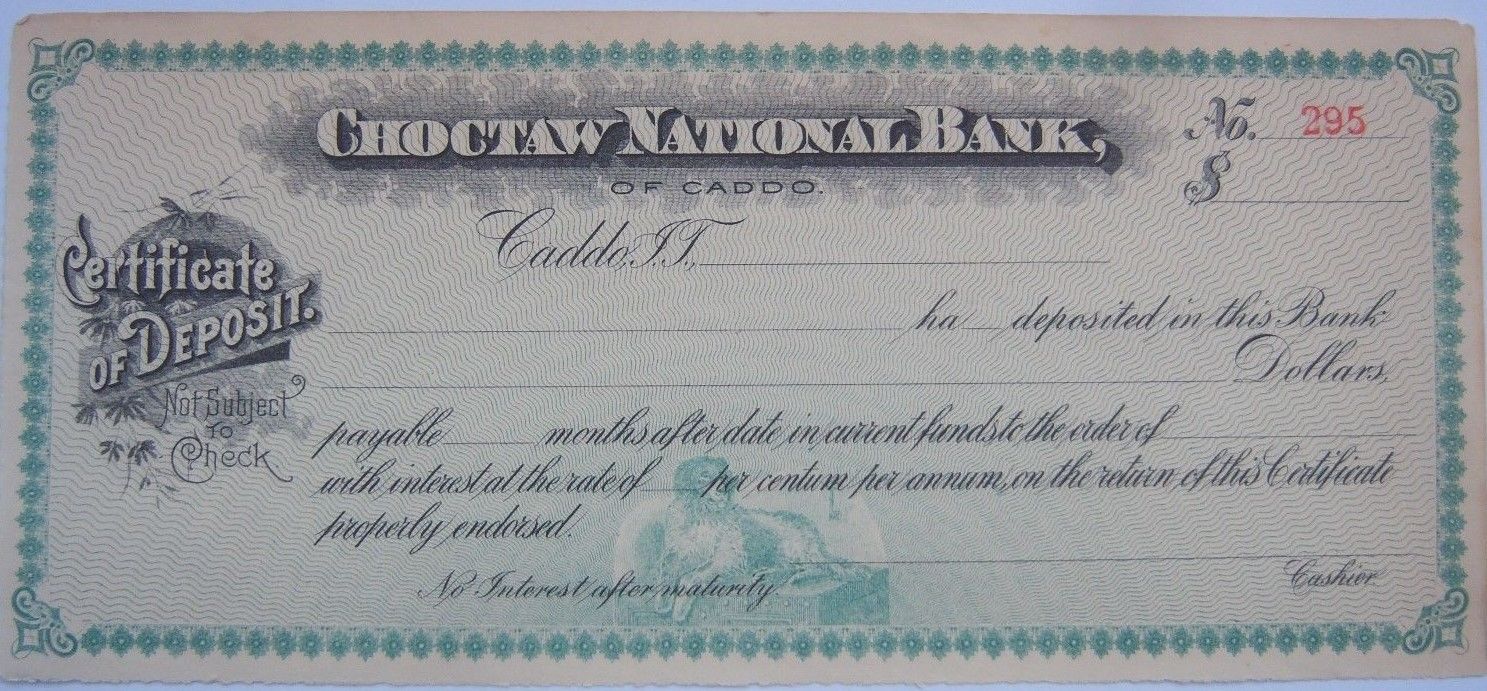 CHOCTAW NATIONAL BANK,
OF CADDO.
No. 295
$
Caddo, I.T.,
Certificate
OF DEPOSIT.
Not Subject
To
Check
ha deposited in this Bank
Dollars,
payable months after date in current funds to the order of
with interest at the rate of per centum per annum, on the return of this Certificate
properly endorsed.
Cashier
No Interest after maturity.